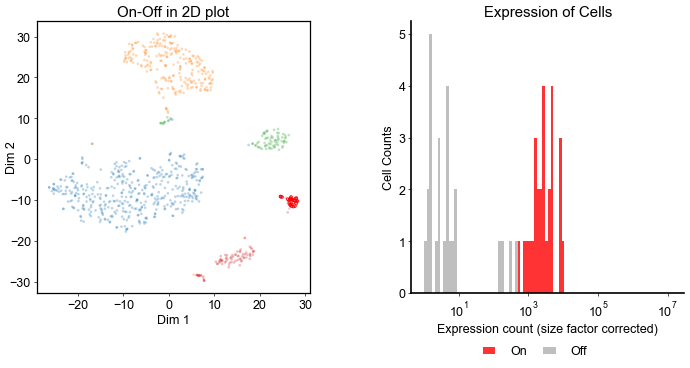 On-Off in 2D plot
Dim 2
30
20
10
0
−10
−20
−30
−20
−10
0
10
20
30
Dim 1
Expression of Cells
Cell Counts
5
4
3
2
1
0
10^1
10^3
10^5
10^7
Expression count (size factor corrected)
On
Off